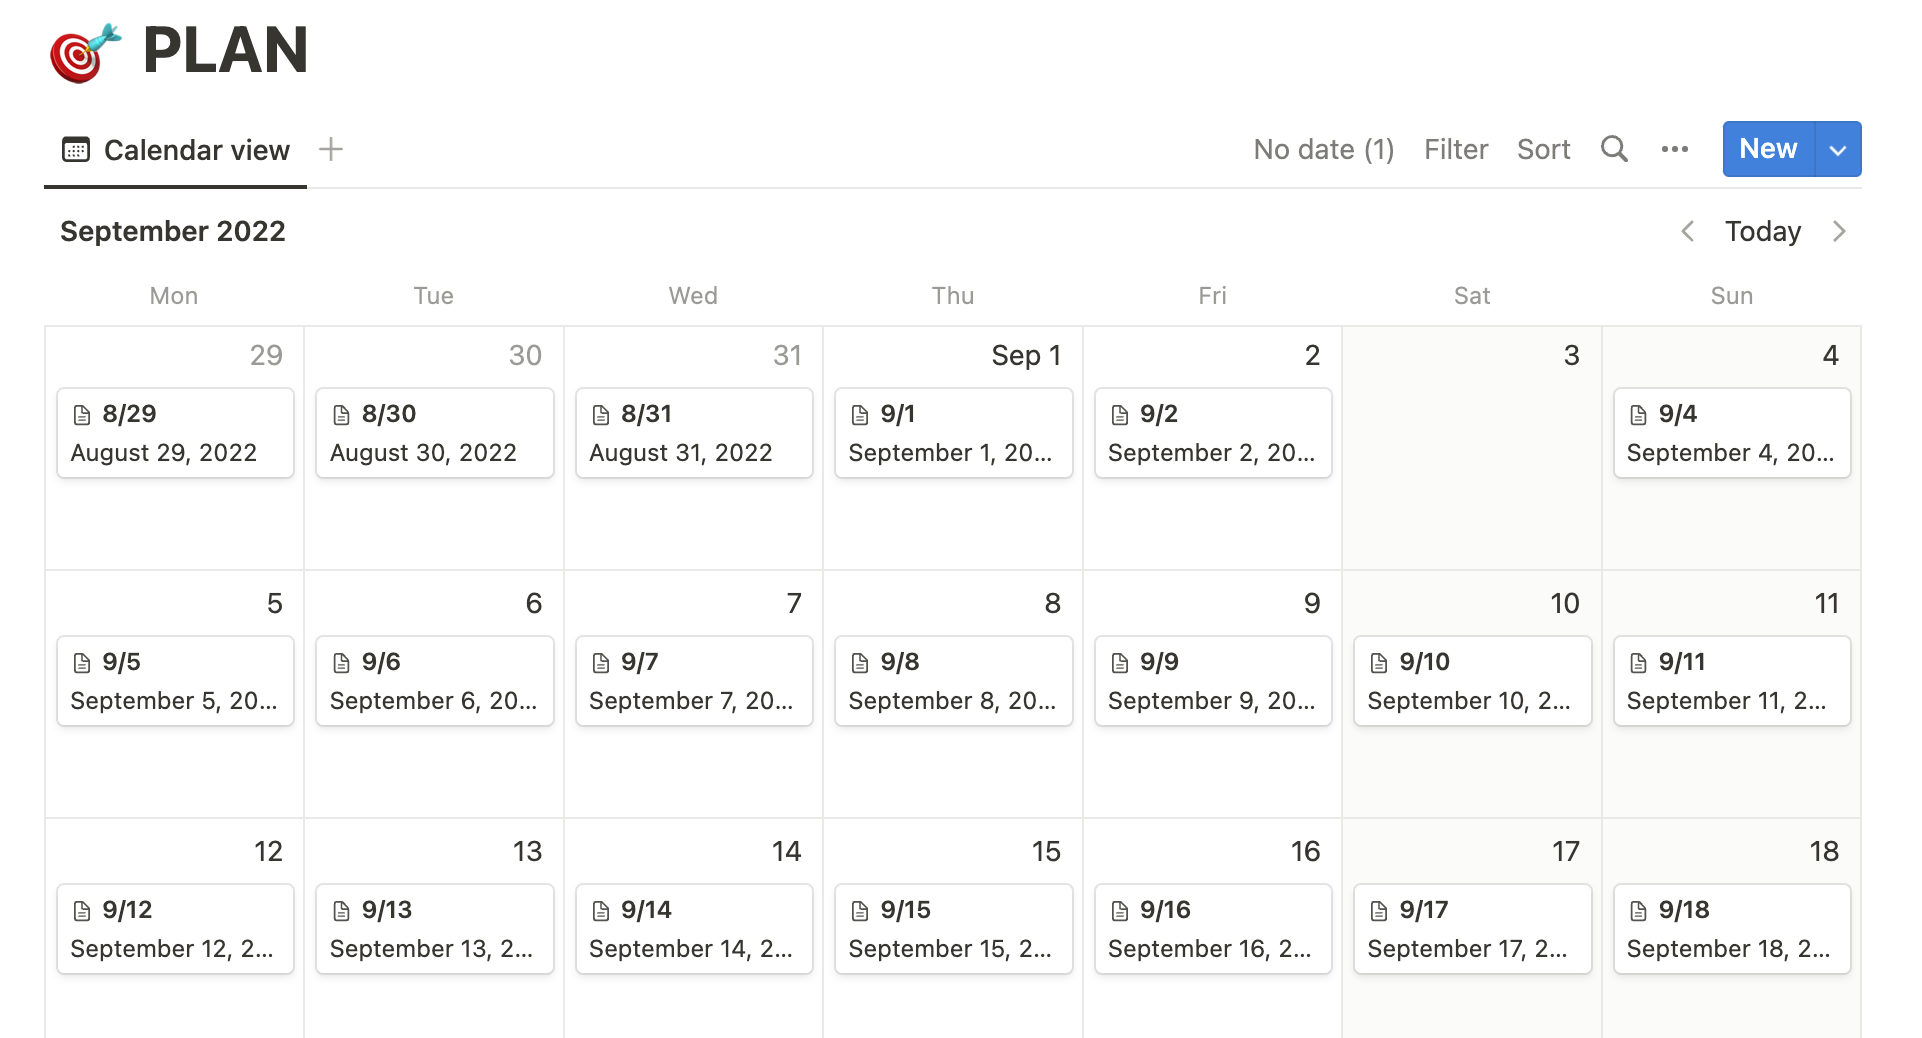 PLAN
Calendar view
No date (1) Filter Sort New
September 2022
Today
Mon Tue Wed Thu Fri Sat Sun
29 30 31 Sep 1 2 3 4
8/29 8/30 8/31 9/1 9/2 9/4
August 29, 2022 August 30, 2022 August 31, 2022 September 1, 20... September 2, 20... September 4, 20...
5 6 7 8 9 10 11
9/5 9/6 9/7 9/8 9/9 9/10 9/11
September 5, 20... September 6, 20... September 7, 20... September 8, 20... September 9, 20... September 10, 2... September 11, 2...
12 13 14 15 16 17 18
9/12 9/13 9/14 9/15 9/16 9/17 9/18
September 12, 2... September 13, 2... September 14, 2... September 15, 2... September 16, 2... September 17, 2... September 18, 2...